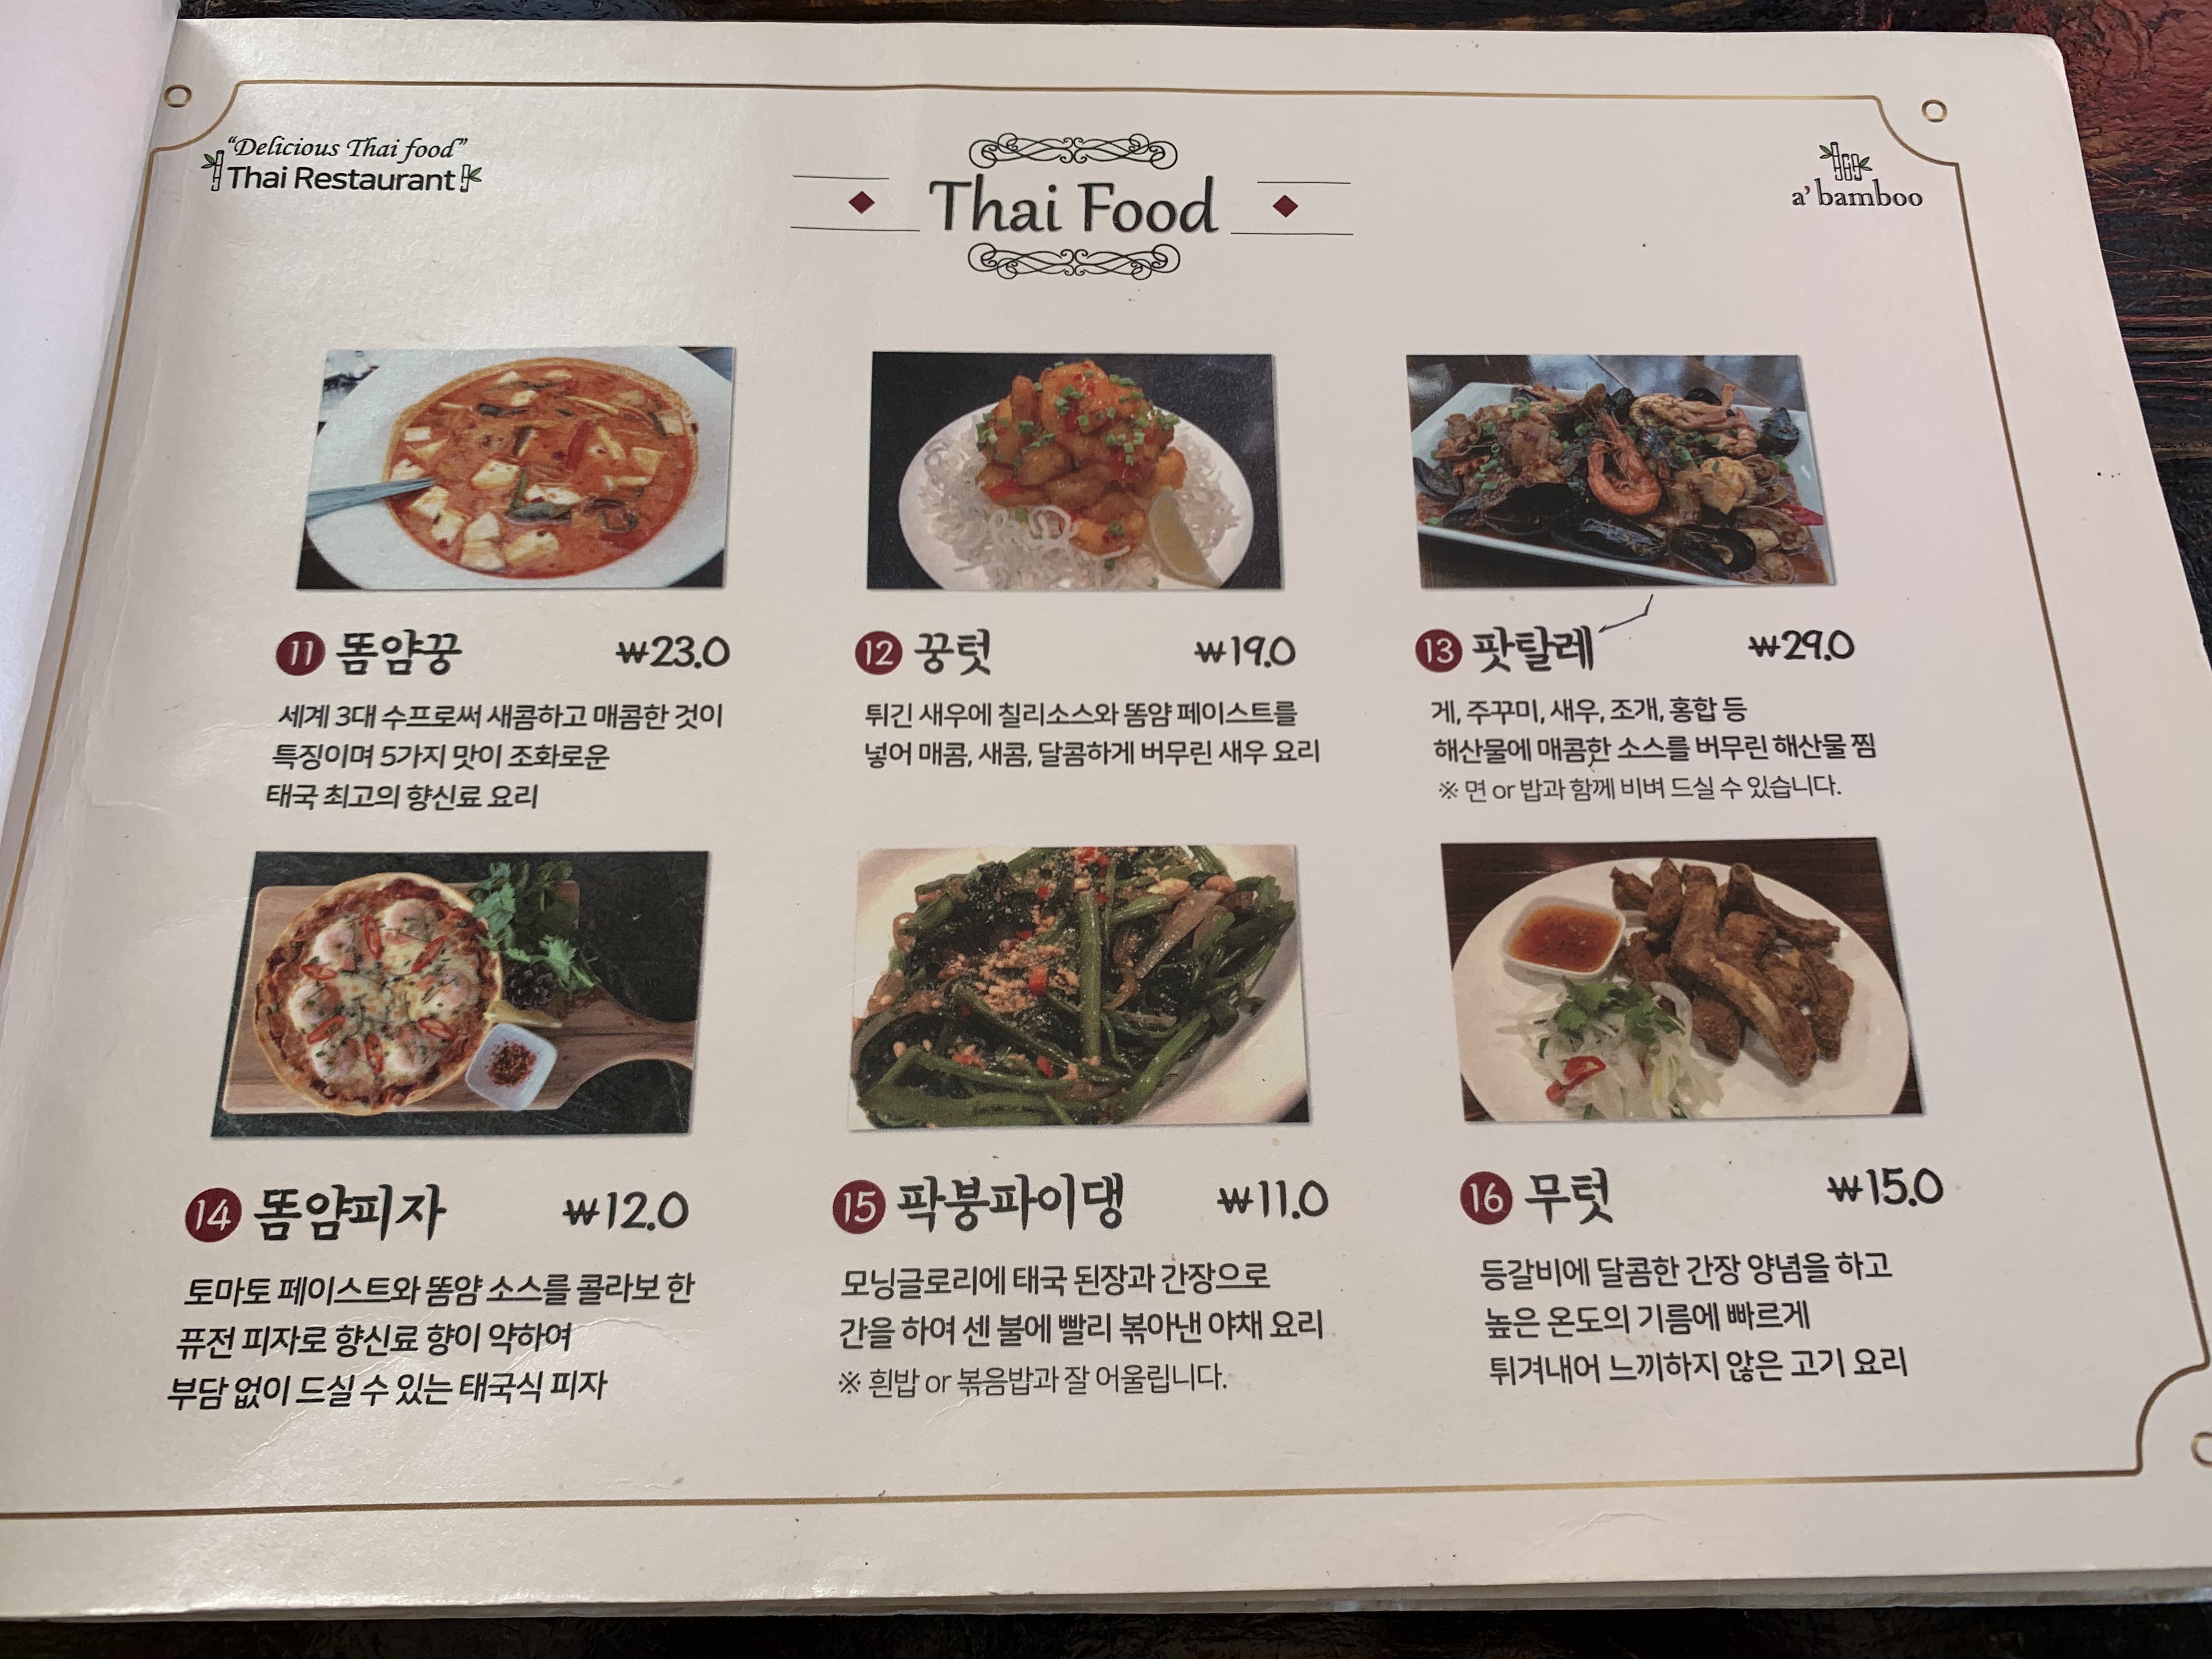 “Delicious Thai food”
Thai Restaurant
Thai Food
a’bamboo
11 똠얌꿍 ₩23.0
세계 3대 수프로써 새콤하고 매콤한 것이
특징이며 5가지 맛이 조화로운
태국 최고의 향신료 요리
12 꿍텃 ₩19.0
튀긴 새우에 칠리소스와 똠얌 페이스트를
넣어 매콤, 새콤, 달콤하게 버무린 새우 요리
13 팟탈레 ₩29.0
게, 주꾸미, 새우, 조개, 홍합 등
해산물에 매콤한 소스를 버무린 해산물 찜
※ 면 or 밥과 함께 비벼 드실 수 있습니다.
14 똠얌피자 ₩12.0
토마토 페이스트와 똠얌 소스를 콜라보 한
퓨전 피자로 향신료 향이 약하여
부담 없이 드실 수 있는 태국식 피자
15 팍붕파이댕 ₩11.0
모닝글로리에 태국 된장과 간장으로
간을 하여 센 불에 빨리 볶아낸 야채 요리
※ 흰밥 or 볶음밥과 잘 어울립니다.
16 무텃 ₩15.0
등갈비에 달콤한 간장 양념을 하고
높은 온도의 기름에 빠르게
튀겨내어 느끼하지 않은 고기 요리